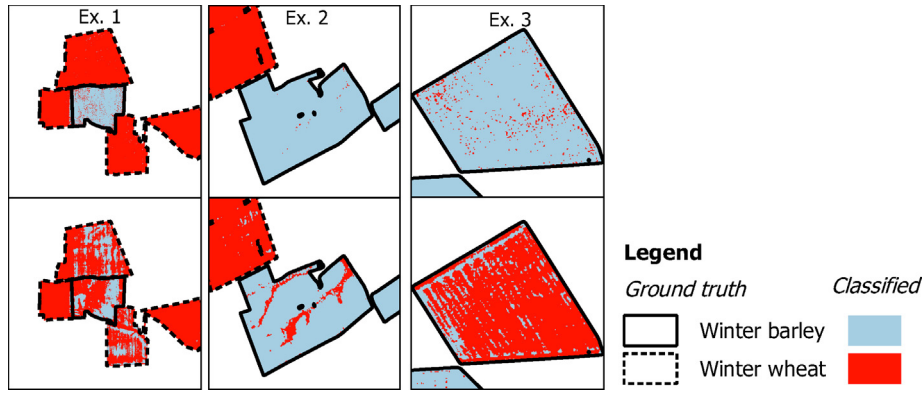 Ex. 1
Ex. 2
Ex. 3
Legend
Ground truth
Classified
Winter barley
Winter wheat